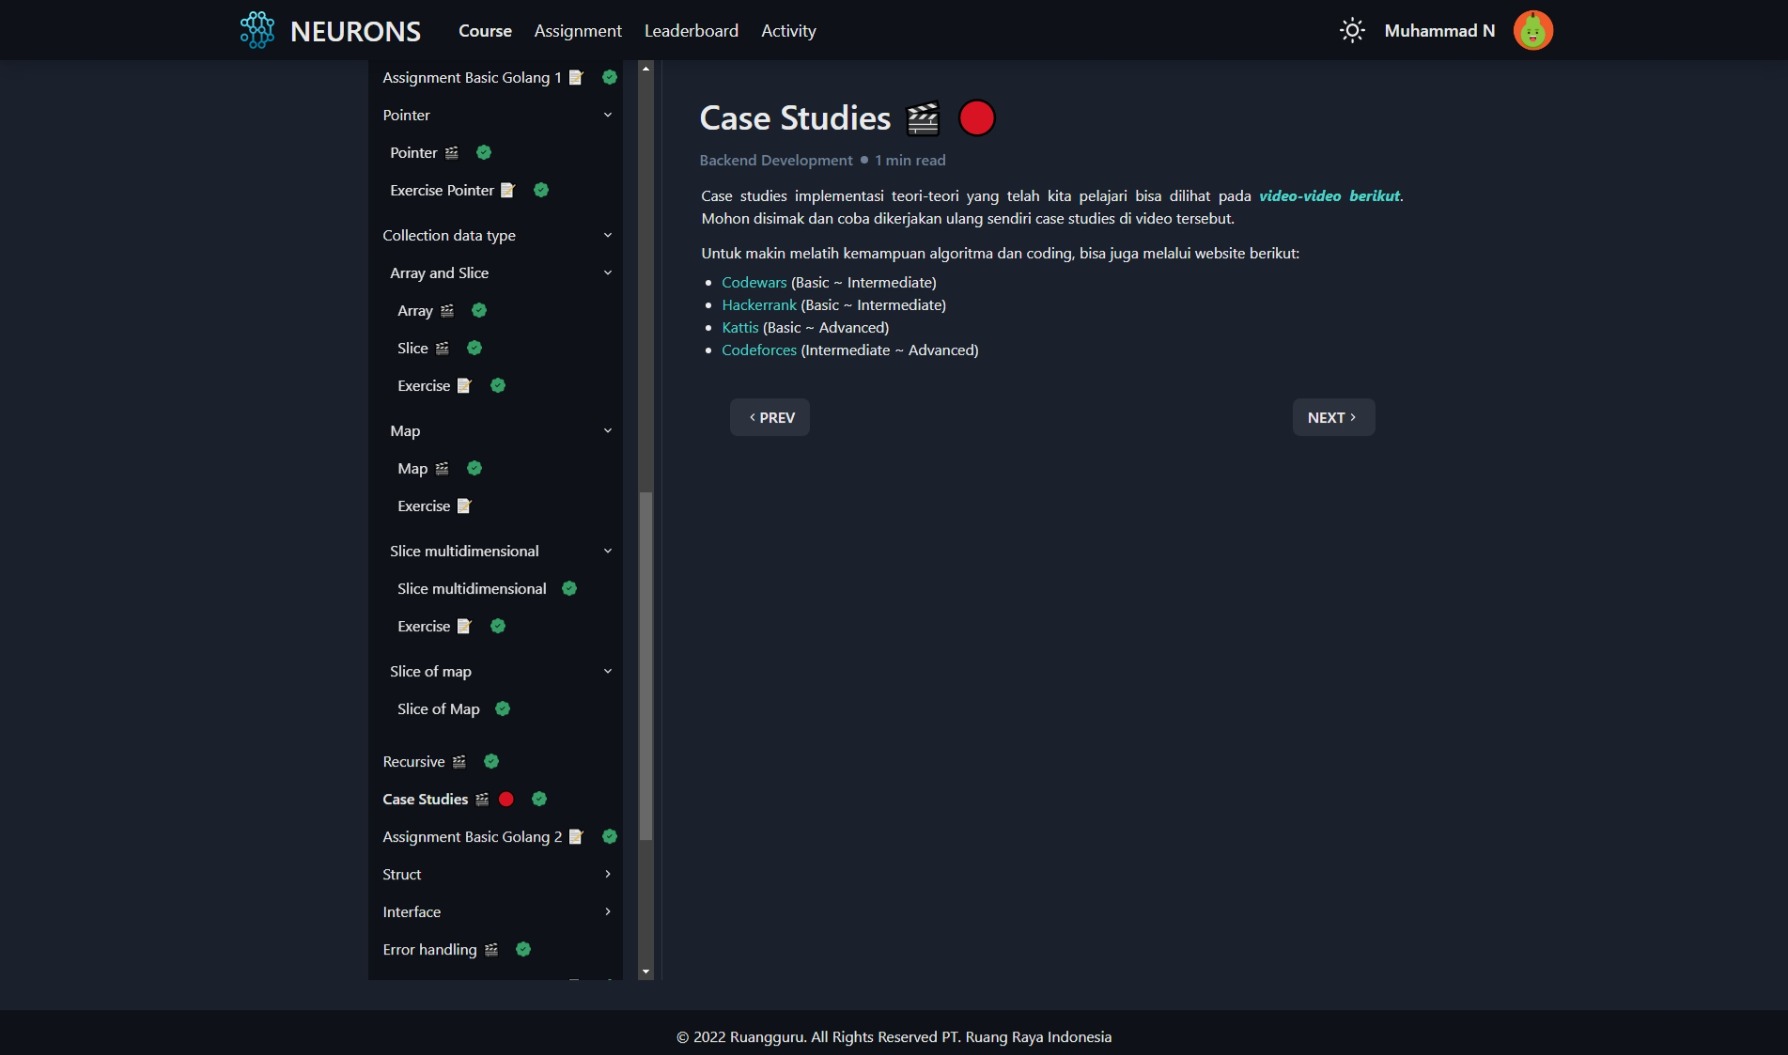 NEURONS
Course
Assignment
Leaderboard
Activity
Muhammad N
Assignment Basic Golang 1
Pointer
Pointer
Exercise Pointer
Collection data type
Array and Slice
Array
Slice
Exercise
Map
Map
Exercise
Slice multidimensional
Slice multidimensional
Exercise
Slice of map
Slice of Map
Recursive
Case Studies
Assignment Basic Golang 2
Struct
Interface
Error handling
Case Studies
Backend Development • 1 min read
Case studies implementasi teori-teori yang telah kita pelajari bisa dilihat pada video-video berikut.
Mohon disimak dan coba dikerjakan ulang sendiri case studies di video tersebut.
Untuk makin melatih kemampuan algoritma dan coding, bisa juga melalui website berikut:
• Codewars (Basic ~ Intermediate)
• Hackerrank (Basic ~ Intermediate)
• Kattis (Basic ~ Advanced)
• Codeforces (Intermediate ~ Advanced)
‹ PREV
NEXT ›
© 2022 Ruangguru. All Rights Reserved PT. Ruang Raya Indonesia